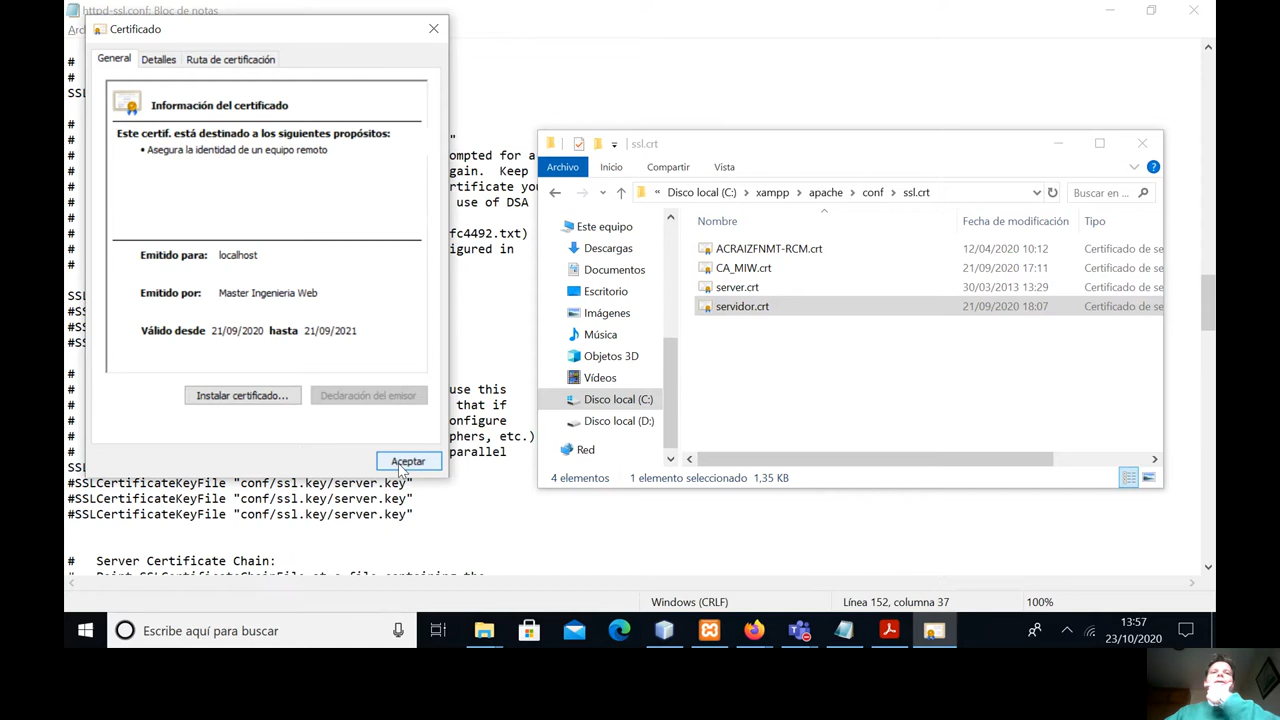 httpd-ssl.conf: Bloc de notas
Certificado
General
Detalles
Ruta de certificación
Información del certificado
Este certif. está destinado a los siguientes propósitos:
• Asegura la identidad de un equipo remoto
Emitido para: localhost
Emitido por: Master Ingenieria Web
Válido desde 21/09/2020 hasta 21/09/2021
Instalar certificado...
Declaración del emisor
Aceptar
#
#
SSL
#
#
#
ompted for a
#
gain. Keep
#
rtificate you
#
use of DSA
#
#
fc4492.txt)
#
igured in
#
SSL
#SS
#SS
#SS
#
#
use this
#
that if
#
onfigure
#
phers, etc.)
#
parallel
SS
#SSLCertificateKeyFile "conf/ssl.key/server.key"
#SSLCertificateKeyFile "conf/ssl.key/server.key"
#SSLCertificateKeyFile "conf/ssl.key/server.key"
#   Server Certificate Chain:
Windows (CRLF)
Línea 152, columna 37
100%
ssl.crt
Archivo
Inicio
Compartir
Vista
« Disco local (C:) > xampp > apache > conf > ssl.crt
Buscar en ...
Este equipo
Descargas
Documentos
Escritorio
Imágenes
Música
Objetos 3D
Vídeos
Disco local (C:)
Disco local (D:)
Red
Nombre
Fecha de modificación
Tipo
ACRAIZFNMT-RCM.crt
12/04/2020 10:12
Certificado de se
CA_MIW.crt
21/09/2020 17:11
Certificado de se
server.crt
30/03/2013 13:29
Certificado de se
servidor.crt
21/09/2020 18:07
Certificado de se
4 elementos
1 elemento seleccionado 1,35 KB
Escribe aquí para buscar
13:57
23/10/2020